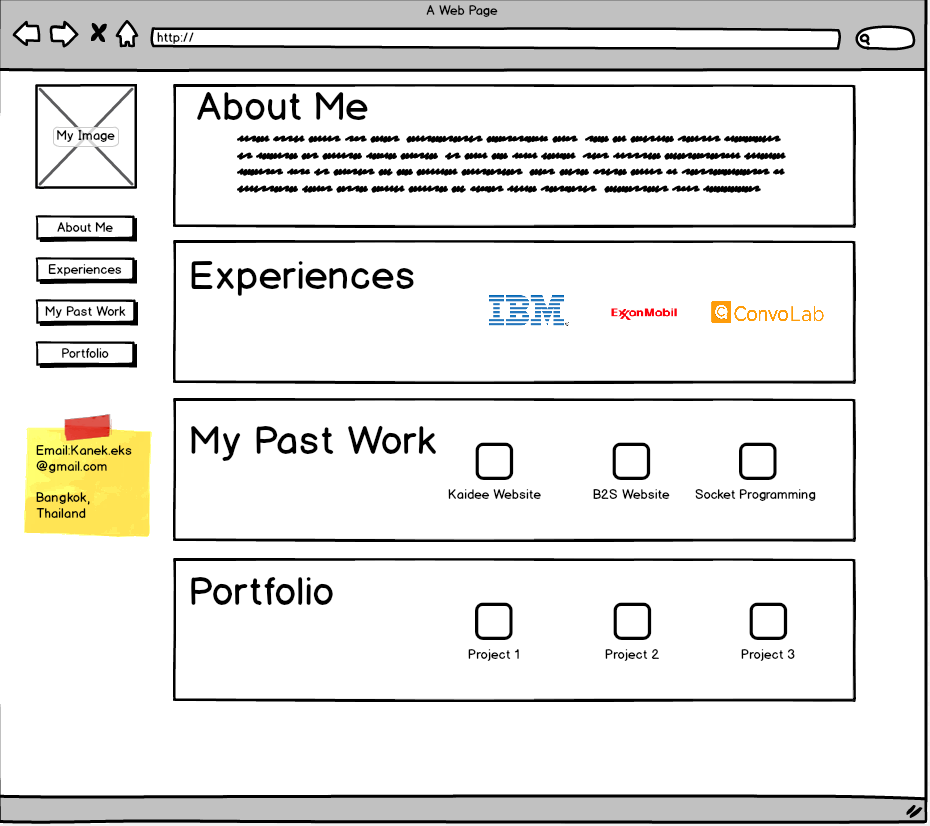 A Web Page
http://
My Image
About Me
Experiences
My Past Work
Portfolio
Email:Kanek.eks
@gmail.com
Bangkok,
Thailand
About Me
Experiences
IBM
ExxonMobil
ConvoLab
My Past Work
Kaidee Website
B2S Website
Socket Programming
Portfolio
Project 1
Project 2
Project 3